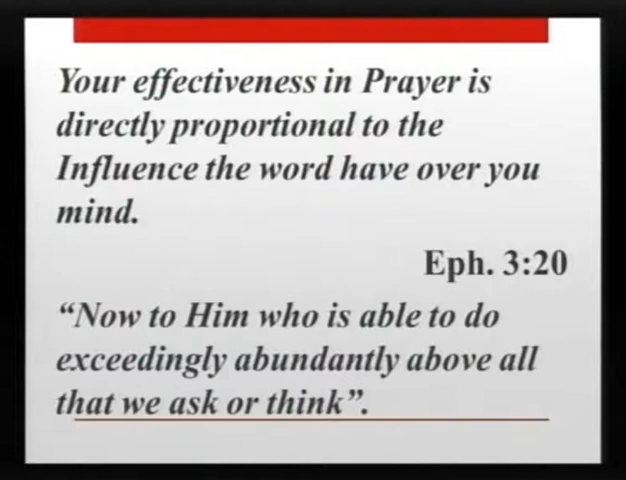 Your effectiveness in Prayer is
directly proportional to the
Influence the word have over you
mind.
Eph. 3:20
“Now to Him who is able to do
exceedingly abundantly above all
that we ask or think”.